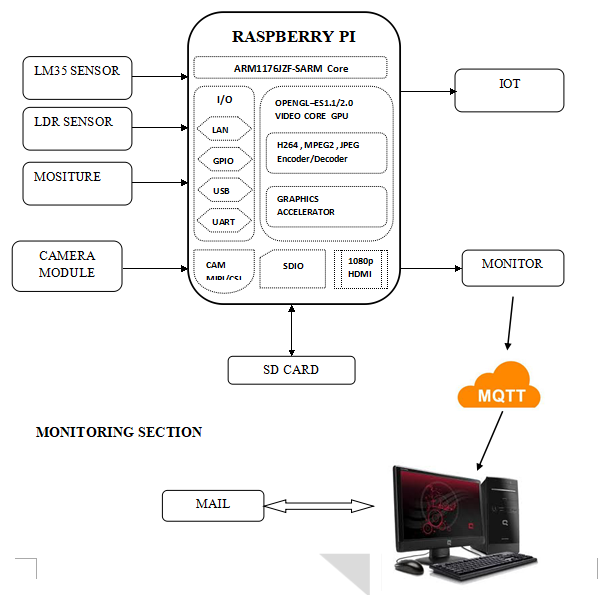 RASPBERRY PI
ARM1176JZF-SARM Core
LM35 SENSOR
LDR SENSOR
MOSITURE
CAMERA
MODULE
I/O
LAN
GPIO
USB
UART
OPENGL–ES1.1/2.0
VIDEO CORE GPU
H264 , MPEG2 , JPEG
Encoder/Decoder
GRAPHICS
ACCELERATOR
CAM
MIPI/CSI
SDIO
1080p
HDMI
IOT
MONITOR
SD CARD
MQTT
MONITORING SECTION
MAIL